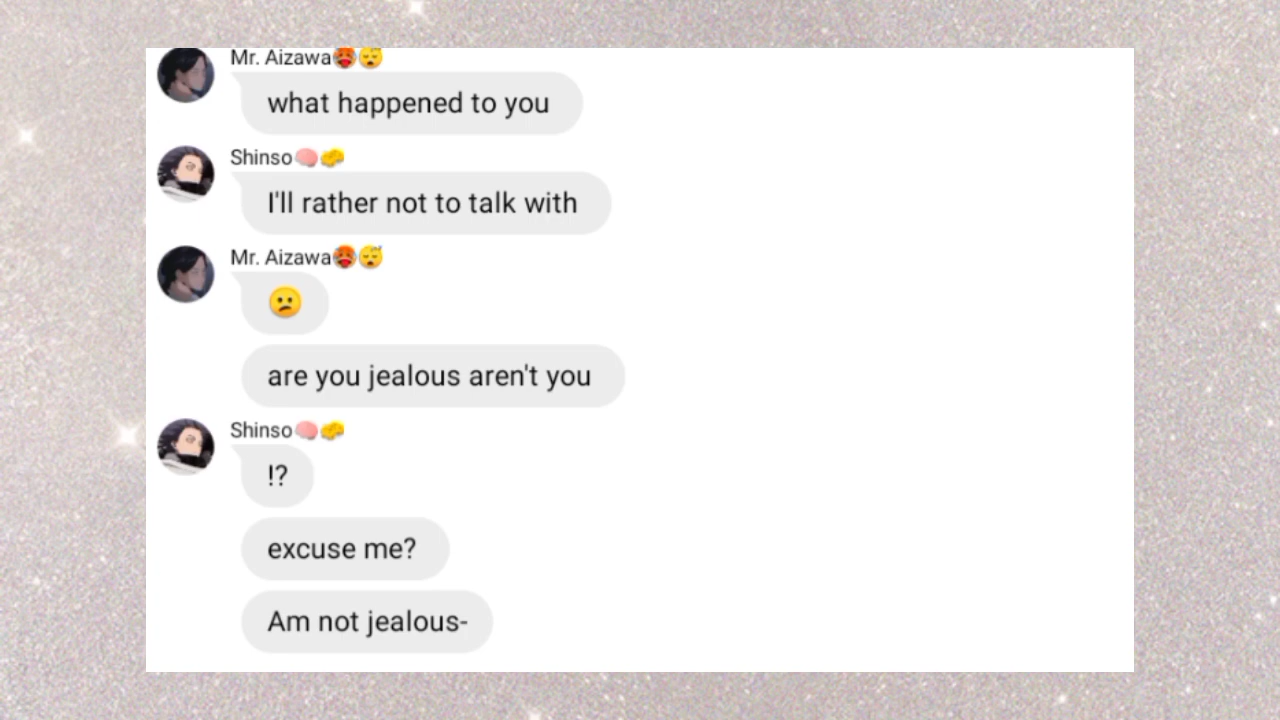 Mr. Aizawa🥵😴
what happened to you
Shinso🧠🧽
I'll rather not to talk with
Mr. Aizawa🥵😴
😕
are you jealous aren't you
Shinso🧠🧽
!?
excuse me?
Am not jealous-